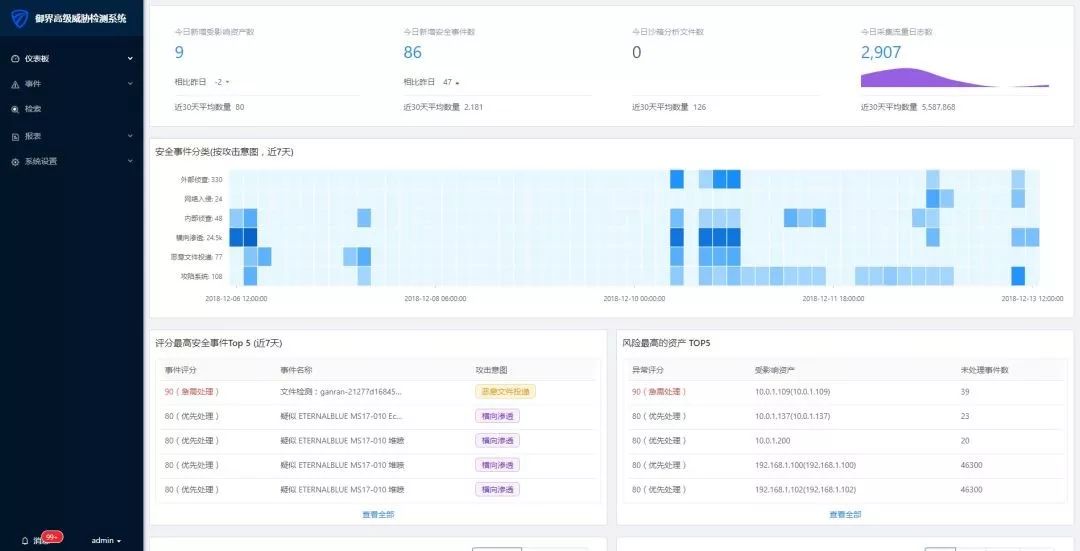 御界高级威胁检测系统
仪表板
事件
检索
报表
系统设置
今日新增受影响资产数
9
相比昨日 -2
近30天平均数量 80
今日新增安全事件数
86
相比昨日 47
近30天平均数量 2,181
今日沙箱分析文件数
0
近30天平均数量 126
今日采集流量日志数
2,907
近30天平均数量 5,587,868
安全事件分类(按攻击意图，近7天)
外部侦查: 330
网络入侵: 24
内部侦查: 48
横向渗透: 24.5k
恶意文件投递: 77
攻陷系统: 108
2018-12-06 12:00:00
2018-12-08 06:00:00
2018-12-10 00:00:00
2018-12-11 18:00:00
2018-12-13 12:00:00
评分最高安全事件Top 5 (近7天)
事件评分 事件名称 攻击意图
90（急需处理） 文件检测：ganran-21277d16845... 恶意文件投递
80（优先处理） 疑似 ETERNALBLUE MS17-010 Ec... 横向渗透
80（优先处理） 疑似 ETERNALBLUE MS17-010 堆喷 横向渗透
80（优先处理） 疑似 ETERNALBLUE MS17-010 堆喷 横向渗透
80（优先处理） 疑似 ETERNALBLUE MS17-010 堆喷 横向渗透
查看全部
风险最高的资产 TOP5
异常评分 受影响资产 未处理事件数
90（急需处理） 10.0.1.109(10.0.1.109) 39
80（优先处理） 10.0.1.137(10.0.1.137) 23
80（优先处理） 10.0.1.200 20
80（优先处理） 192.168.1.100(192.168.1.100) 46300
80（优先处理） 192.168.1.102(192.168.1.102) 46300
查看全部
99+
admin